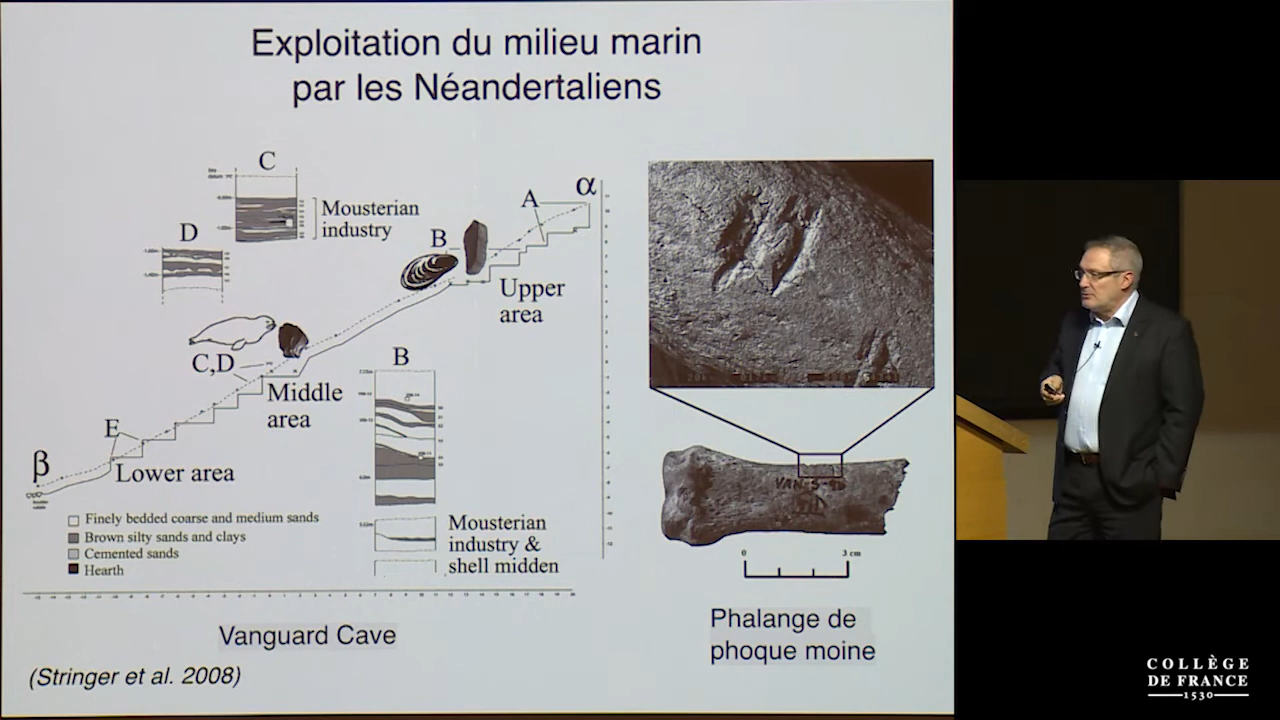 Exploitation du milieu marin
par les Néandertaliens
C
Mousterian
industry
D
A
α
B
Upper
area
C,D
Middle
area
B
E
β
Lower area
Finely bedded coarse and medium sands
Brown silty sands and clays
Cemented sands
Hearth
Mousterian
industry &
shell midden
Vanguard Cave
(Stringer et al. 2008)
0
3 cm
Phalange de
phoque moine
COLLÈGE
DE FRANCE
1530